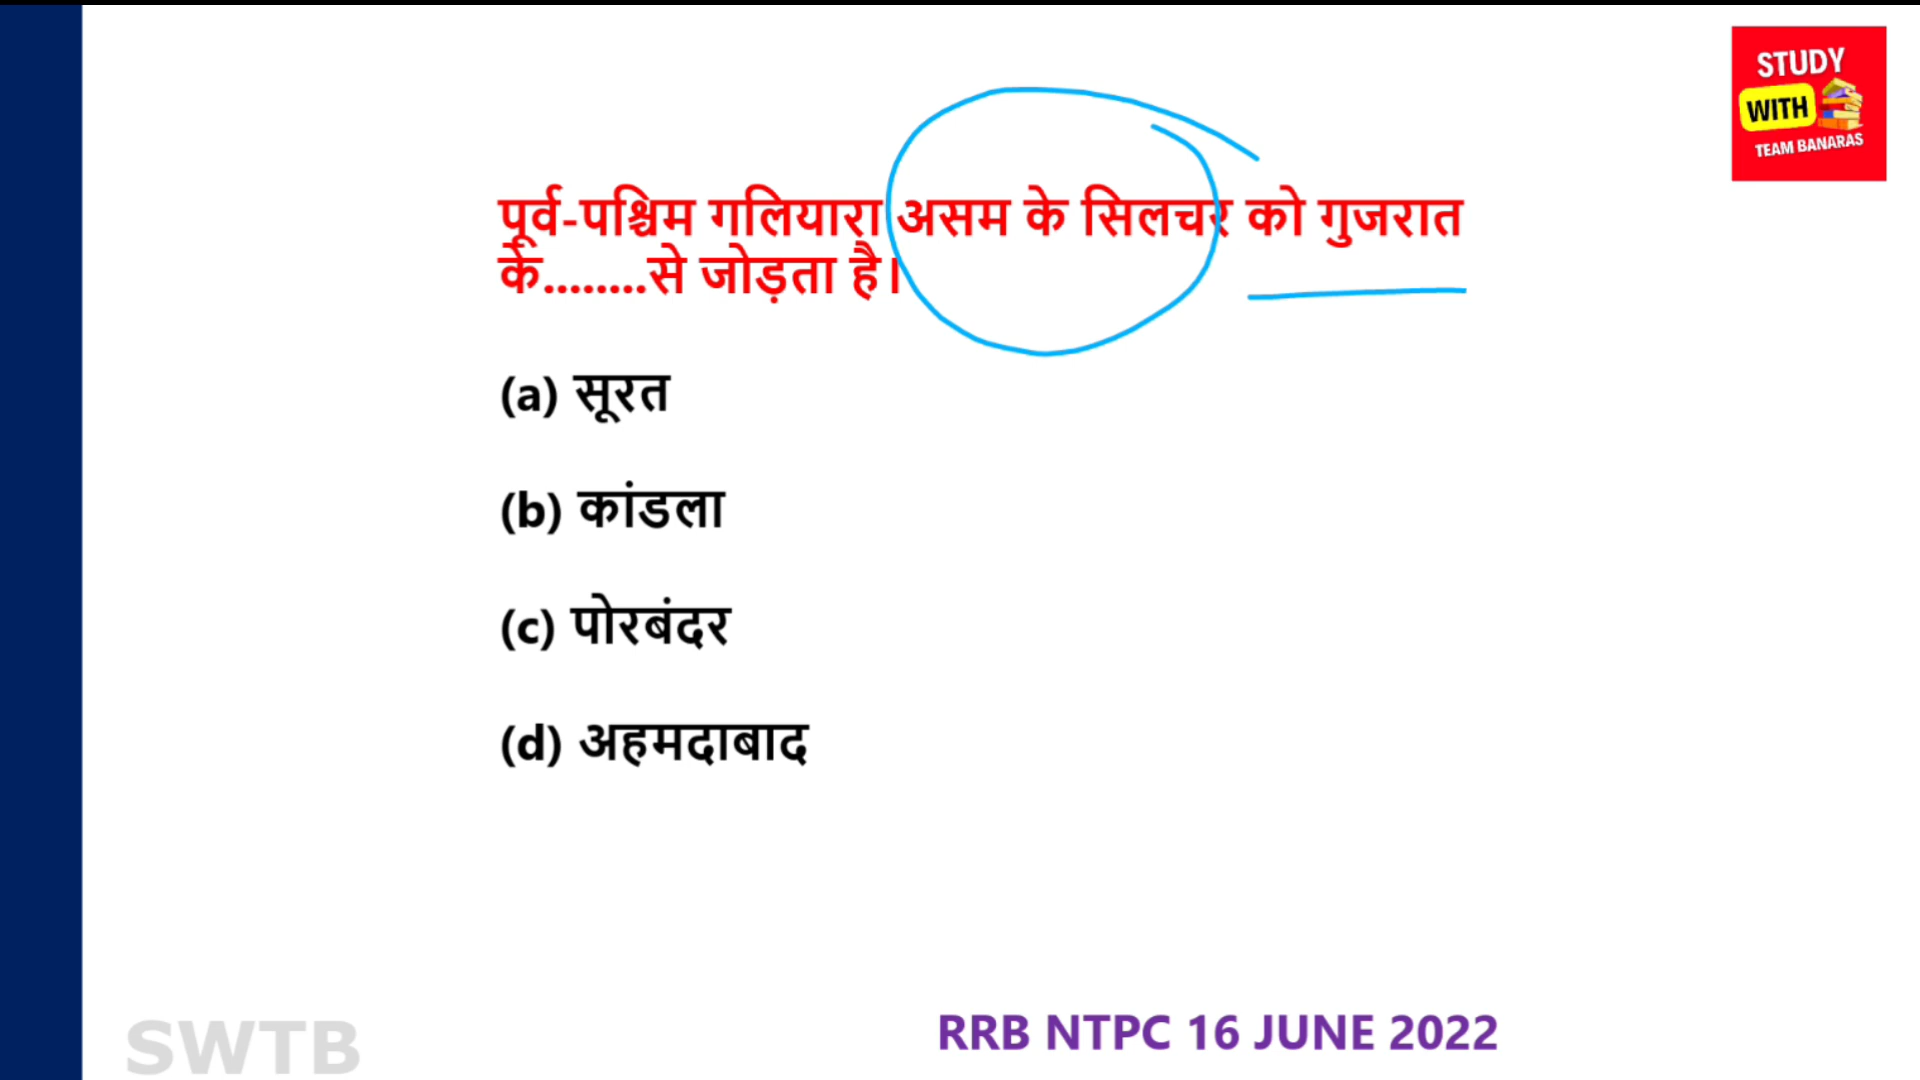 STUDY
WITH
TEAM BANARAS
पूर्व-पश्चिम गलियारा असम के सिलचर को गुजरात
के........से जोड़ता है।
(a) सूरत
(b) कांडला
(c) पोरबंदर
(d) अहमदाबाद
SWTB
RRB NTPC 16 JUNE 2022